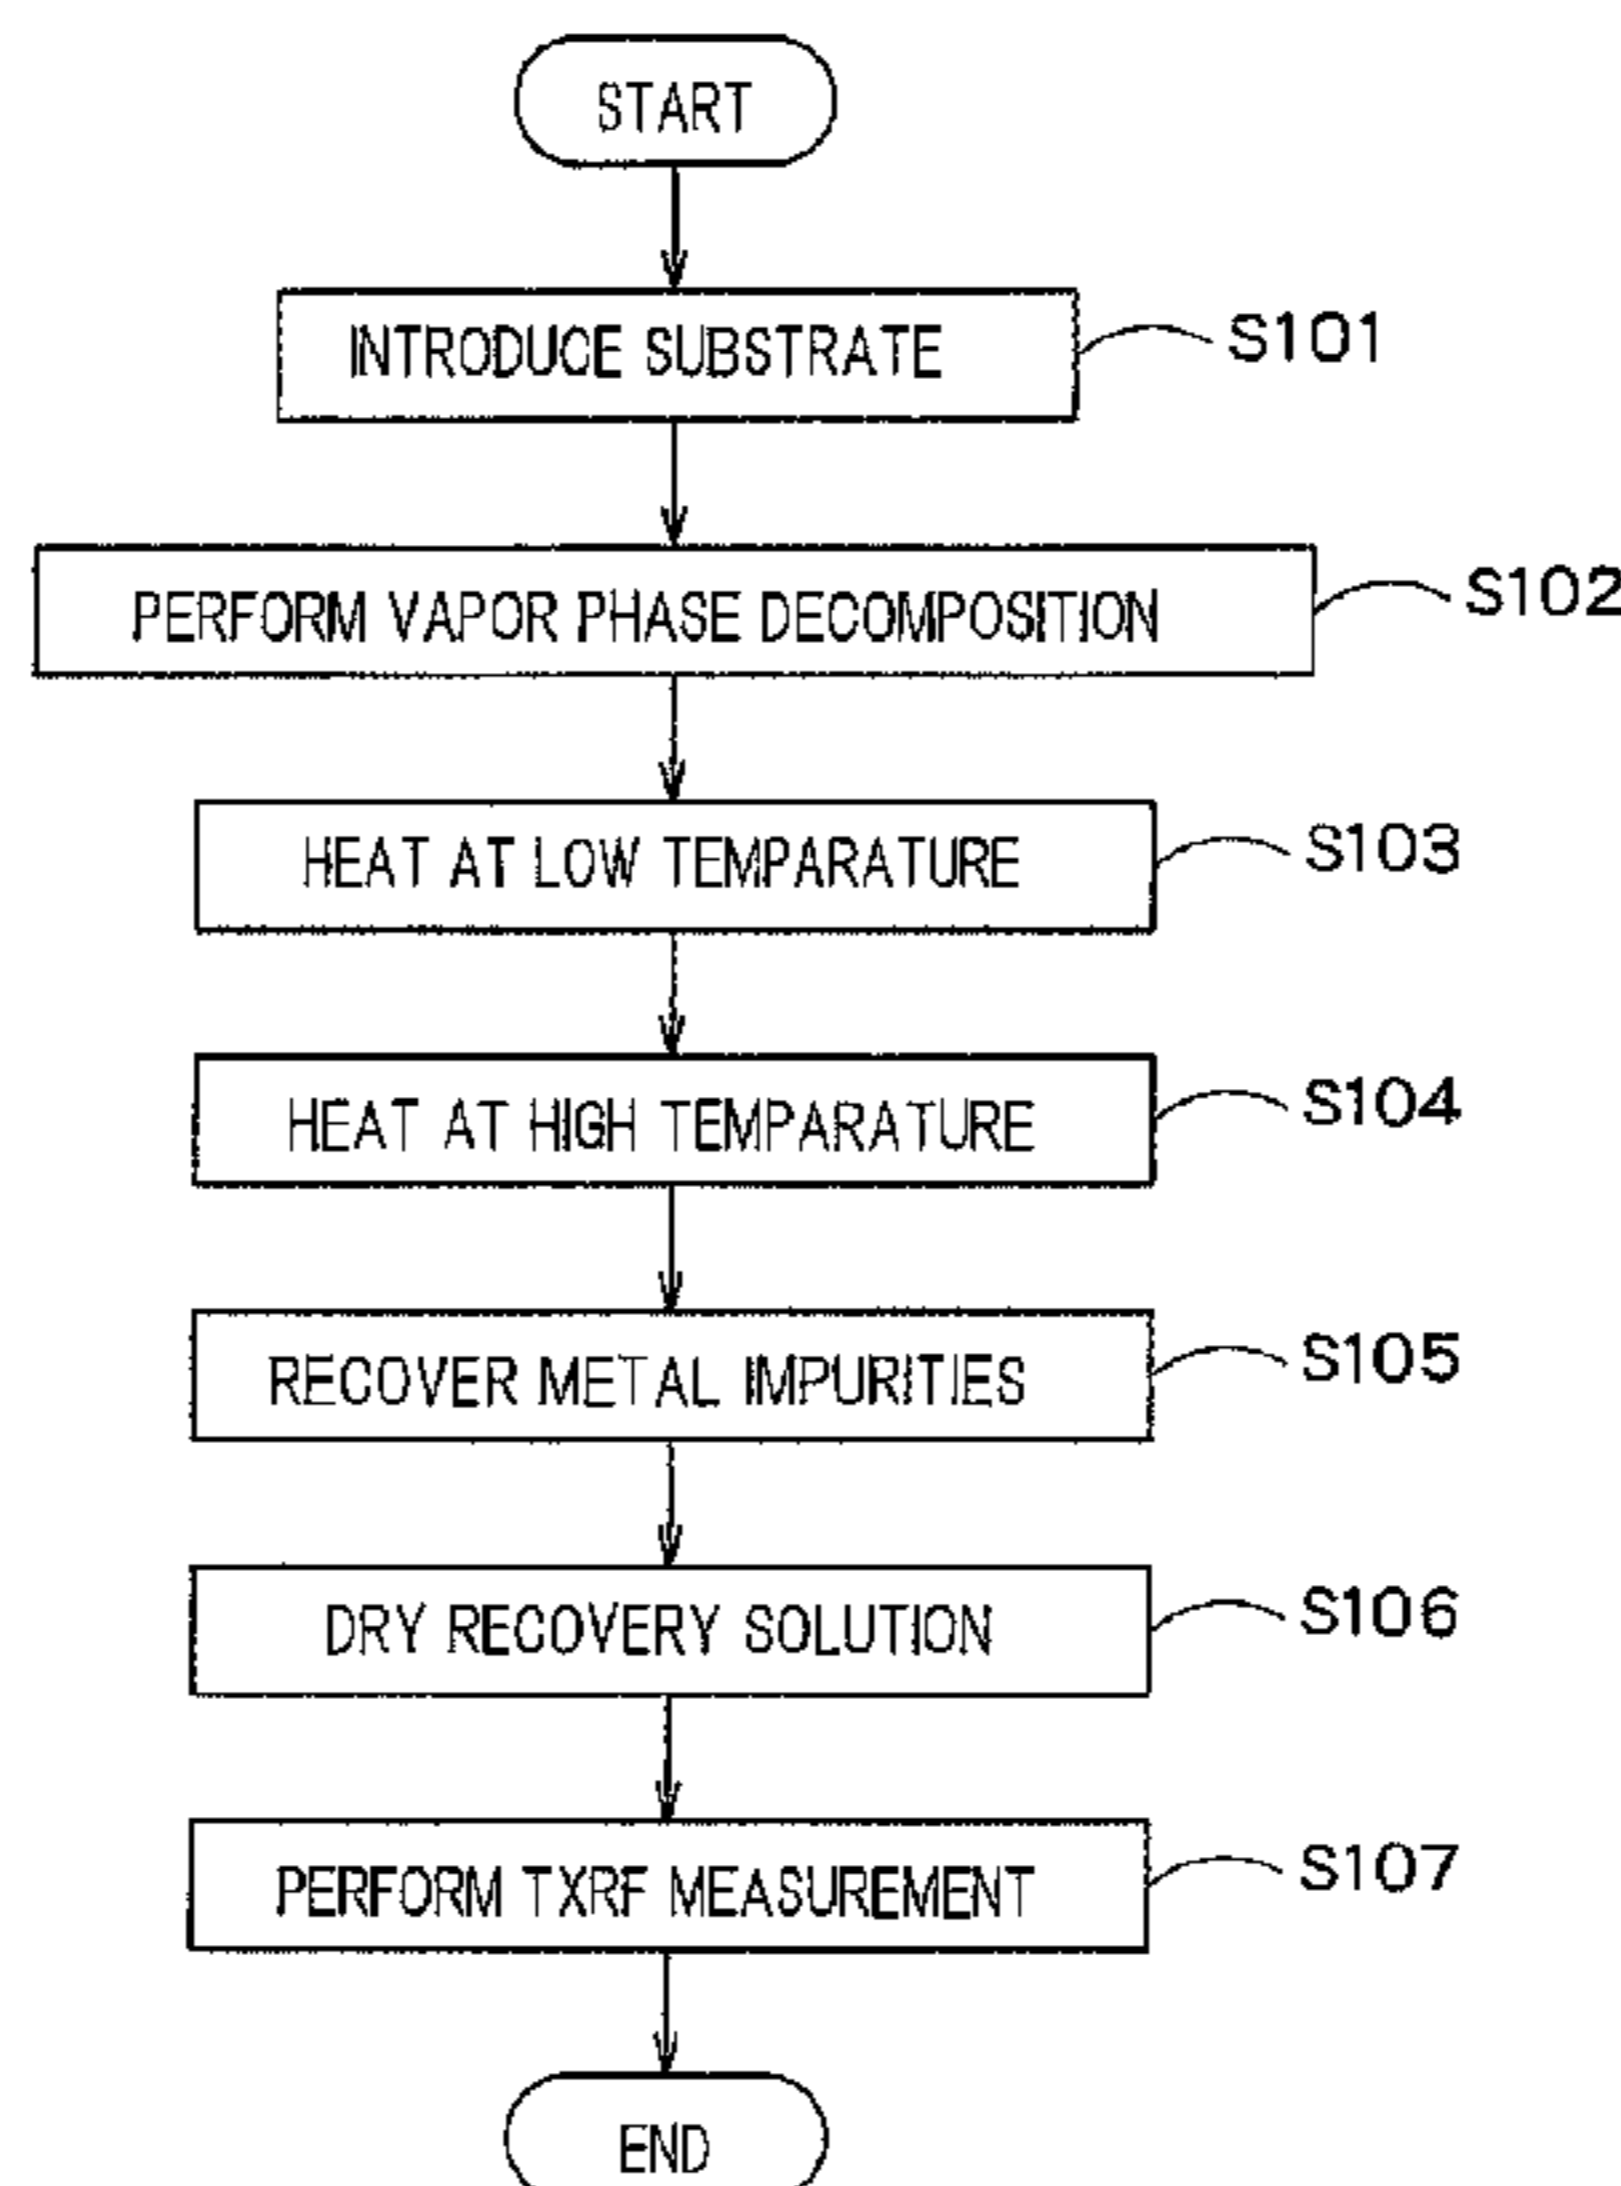 START
INTRODUCE SUBSTRATE
S101
PERFORM VAPOR PHASE DECOMPOSITION
S102
HEAT AT LOW TEMPARATURE
S103
HEAT AT HIGH TEMPARATURE
S104
RECOVER METAL IMPURITIES
S105
DRY RECOVERY SOLUTION
S106
PERFORM TXRF MEASUREMENT
S107
END